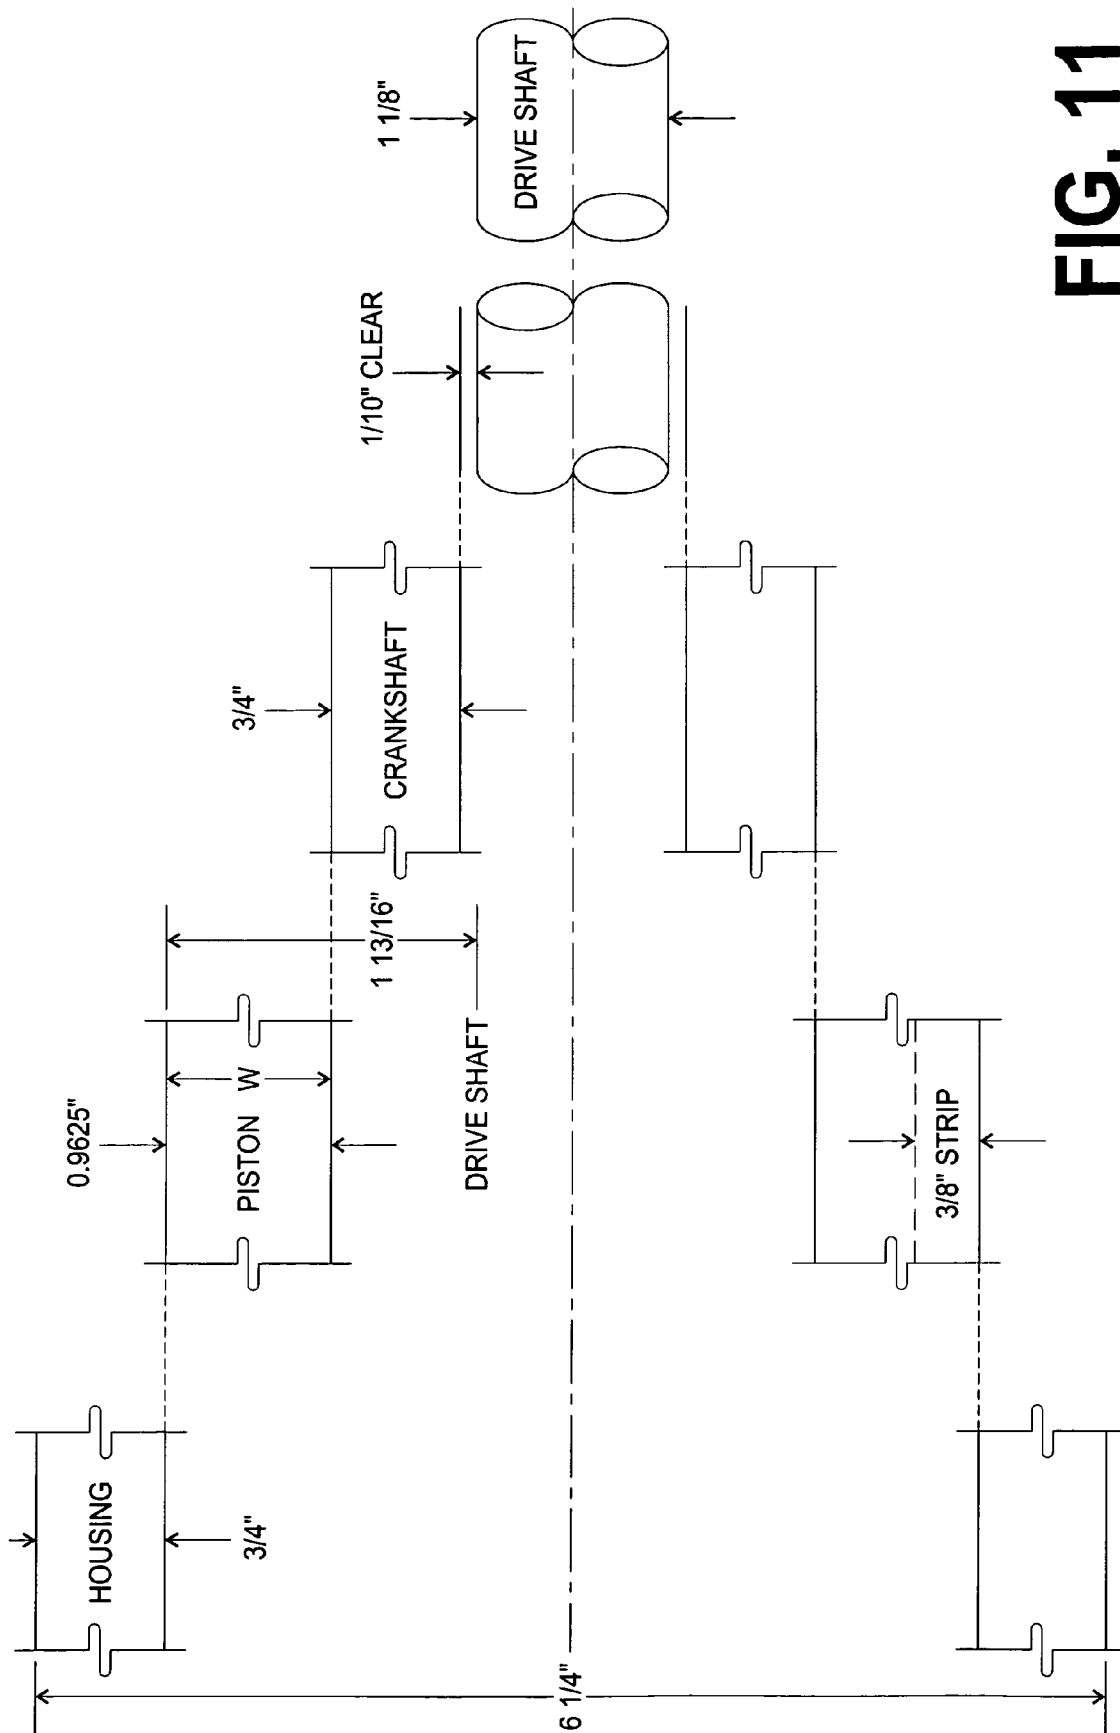 6 1/4"
HOUSING
3/4"
0.9625"
PISTON W
3/8" STRIP
DRIVE SHAFT
1 13/16"
3/4"
CRANKSHAFT
1/10" CLEAR
1 1/8"
DRIVE SHAFT
FIG. 11